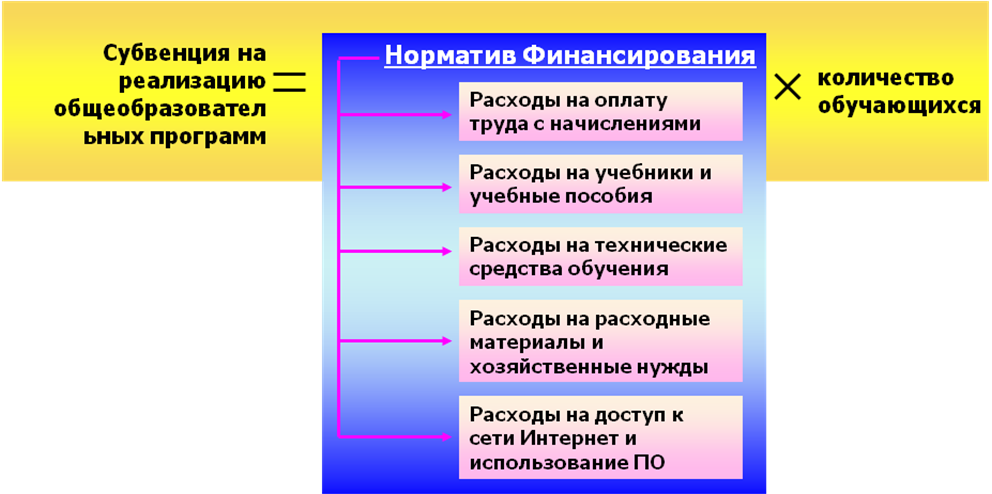 Субвенция на
реализацию
общеобразовател
ьных программ
=
Норматив Финансирования
×
количество
обучающихся
Расходы на оплату
труда с начислениями
Расходы на учебники и
учебные пособия
Расходы на технические
средства обучения
Расходы на расходные
материалы и
хозяйственные нужды
Расходы на доступ к
сети Интернет и
использование ПО